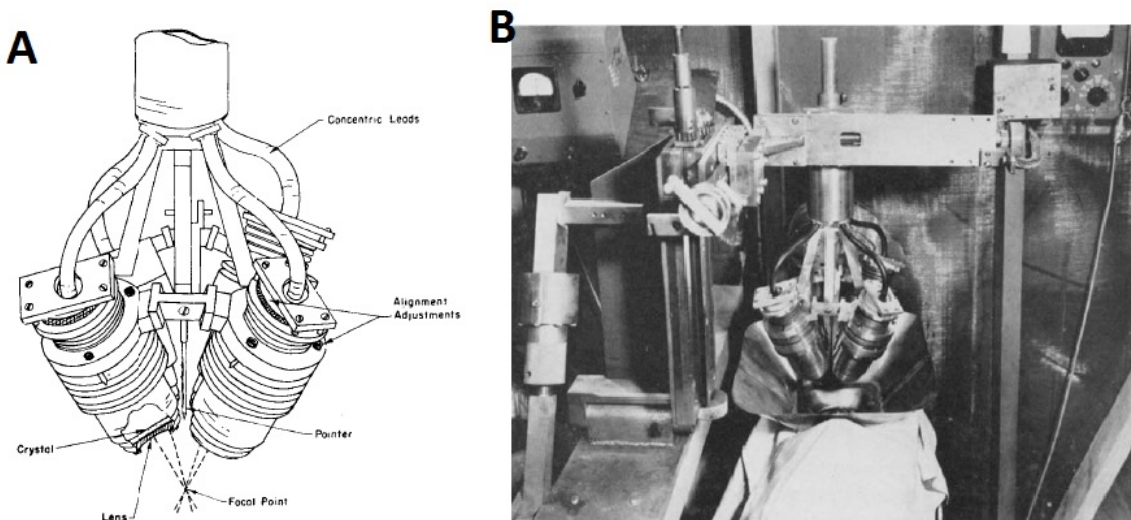 A
B
Concentric Leads
Alignment
Adjustments
Crystal
Pointer
Focal Point
Lens